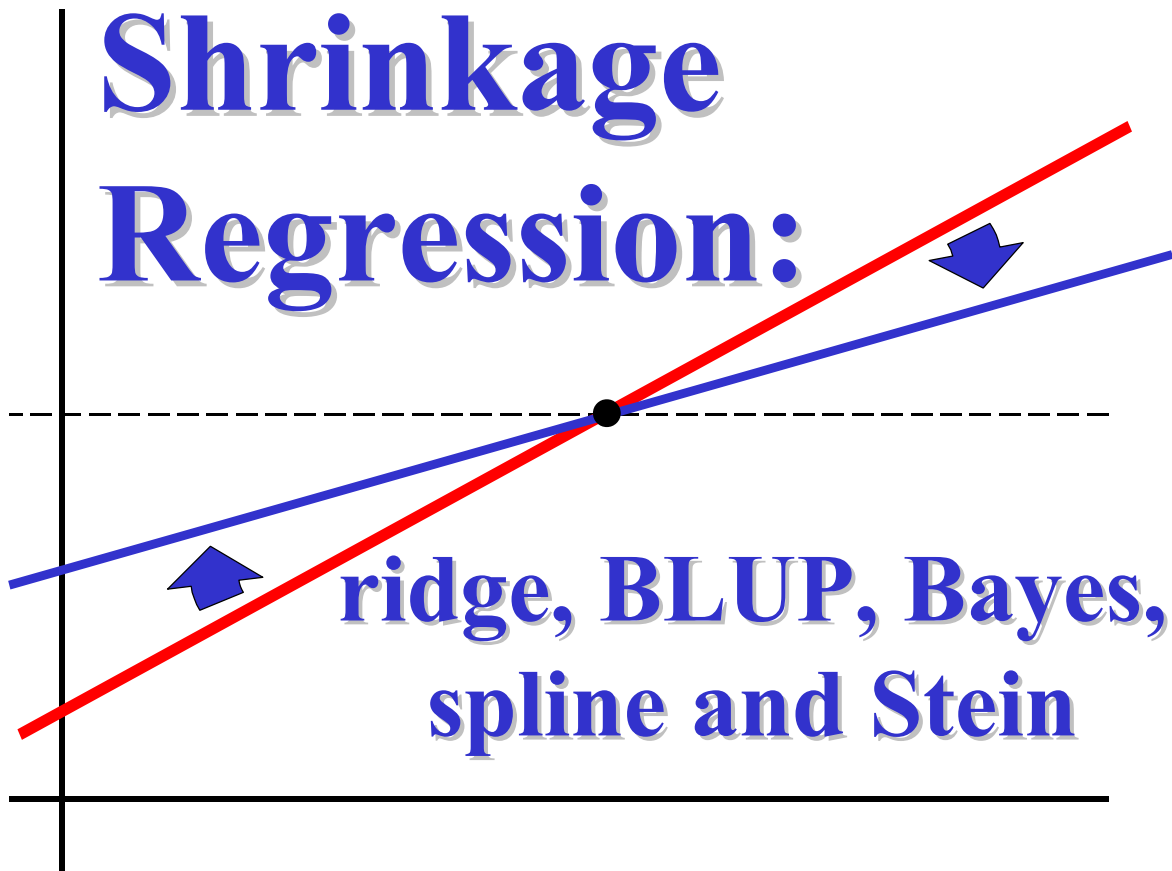 Shrinkage
Regression:
ridge, BLUP, Bayes,
spline and Stein